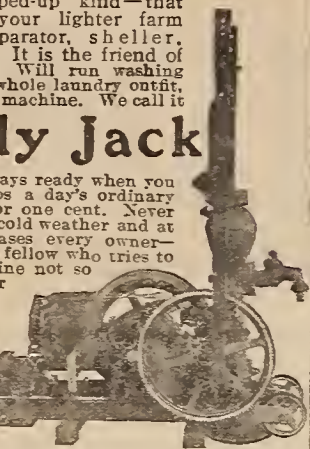 ped-up kind—that
your lighter farm
parator, sheller,
It is the friend of
Will run washing
whole laundry outfit,
machine. We call it
ly Jack
ays ready when you
os a day's ordinary
or one cent. Never
cold weather and at
ases every owner—
fellow who tries to
ine not so
r